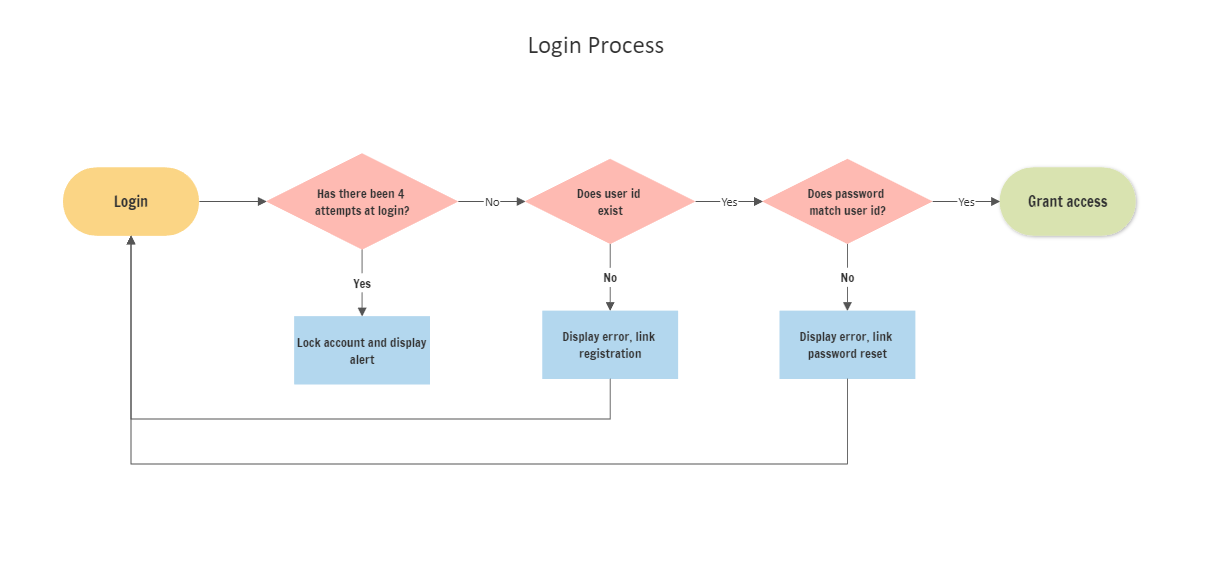 Login Process
Login
Has there been 4
attempts at login?
No
Does user id
exist
Yes
Does password
match user id?
Yes
Grant access
Yes
No
No
Lock account and display
alert
Display error, link
registration
Display error, link
password reset